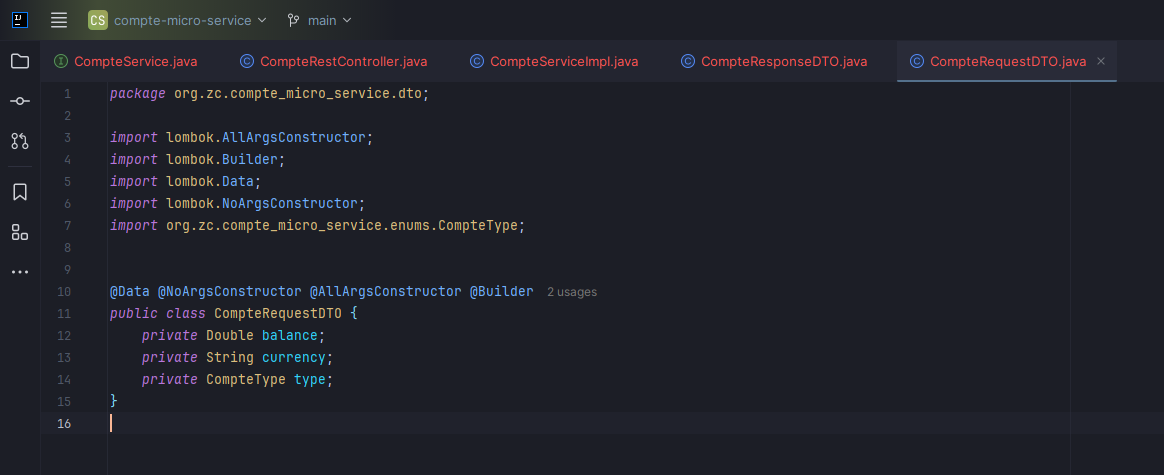 CS compte-micro-service main
CompteService.java CompteRestController.java CompteServiceImpl.java CompteResponseDTO.java CompteRequestDTO.java
1 package org.zc.compte_micro_service.dto;
2
3 import lombok.AllArgsConstructor;
4 import lombok.Builder;
5 import lombok.Data;
6 import lombok.NoArgsConstructor;
7 import org.zc.compte_micro_service.enums.CompteType;
8
9
10 @Data @NoArgsConstructor @AllArgsConstructor @Builder 2 usages
11 public class CompteRequestDTO {
12     private Double balance;
13     private String currency;
14     private CompteType type;
15 }
16